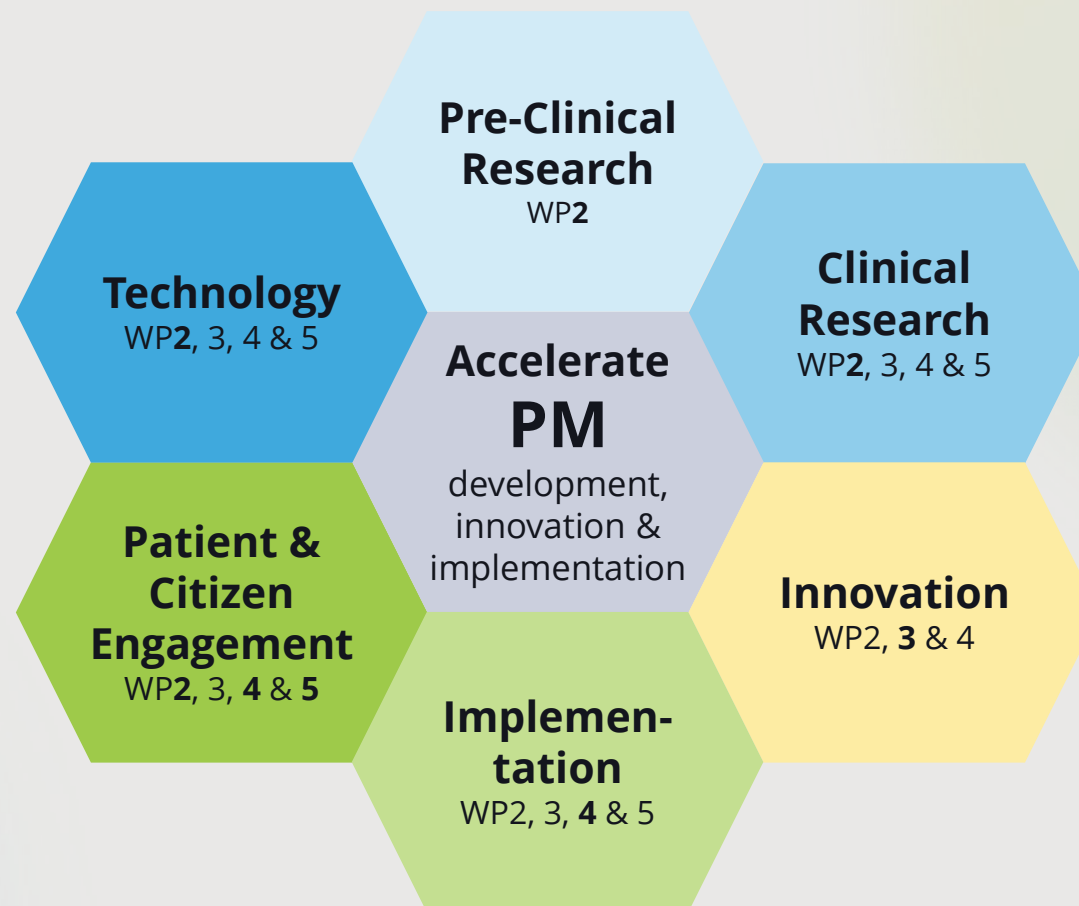 Pre-Clinical
Research
WP2
Technology
WP2, 3, 4 & 5
Clinical
Research
WP2, 3, 4 & 5
Accelerate
PM
development,
innovation &
implementation
Patient &
Citizen
Engagement
WP2, 3, 4 & 5
Innovation
WP2, 3 & 4
Implemen-
tation
WP2, 3, 4 & 5